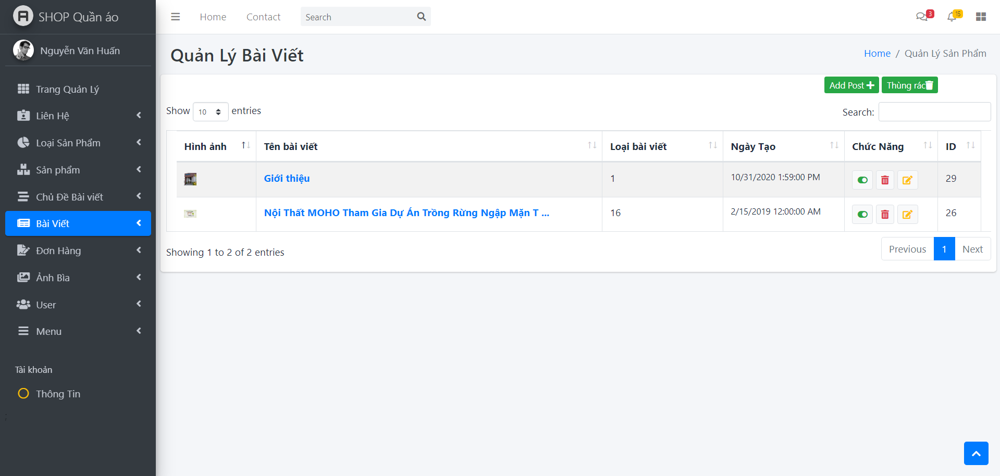 SHOP Quần áo
Nguyễn Văn Huấn
Trang Quản Lý
Liên Hệ
Loại Sản Phẩm
Sản phẩm
Chủ Đề Bài viết
Bài Viết
Đơn Hàng
Ảnh Bìa
User
Menu
Tài khoản
Thông Tin
;
Home Contact Search 3 15
Quản Lý Bài Viết
Home / Quản Lý Sản Phẩm
Add Post Thùng rác
Show 10 entries
Search:
Hình ảnh Tên bài viết Loại bài viết Ngày Tạo Chức Năng ID
Giới thiệu 1 10/31/2020 1:59:00 PM 29
Nội Thất MOHO Tham Gia Dự Án Trồng Rừng Ngập Mặn T ... 16 2/15/2019 12:00:00 AM 26
Showing 1 to 2 of 2 entries
Previous 1 Next